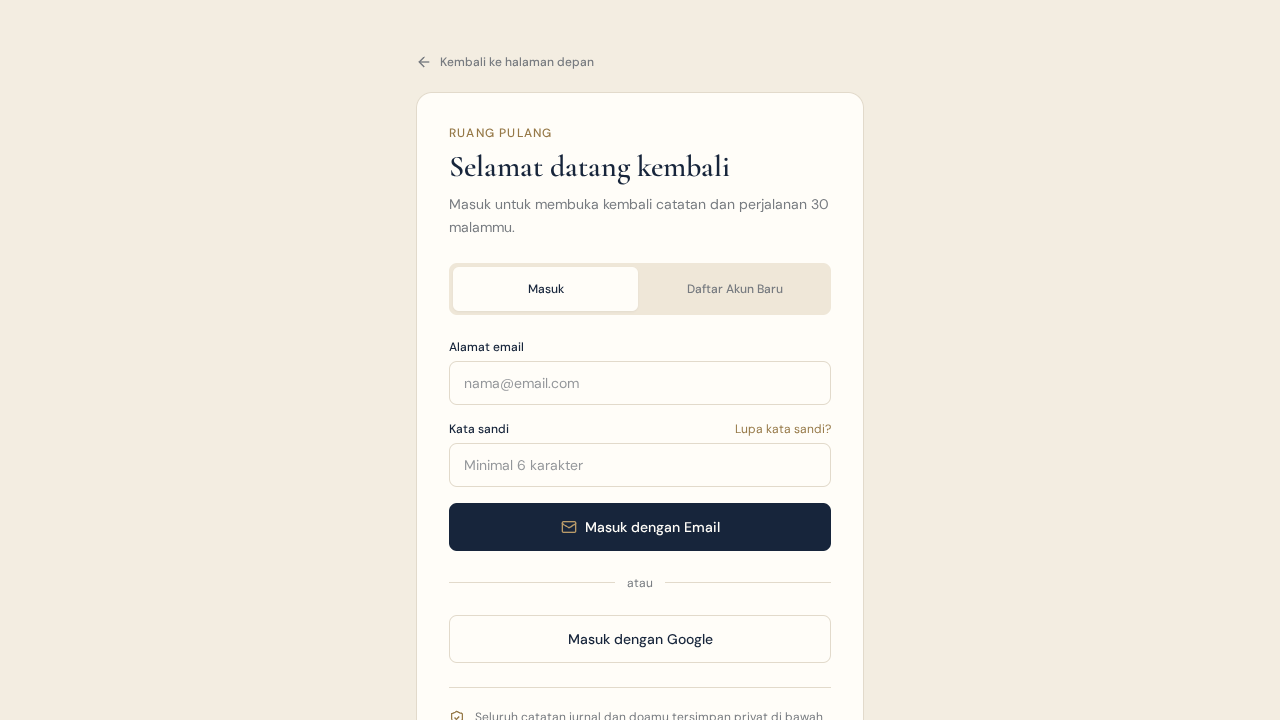 Kembali ke halaman depan
RUANG PULANG
Selamat datang kembali
Masuk untuk membuka kembali catatan dan perjalanan 30
malammu.
Masuk
Daftar Akun Baru
Alamat email
nama@email.com
Kata sandi
Lupa kata sandi?
Minimal 6 karakter
Masuk dengan Email
atau
Masuk dengan Google
Seluruh catatan jurnal dan doamu tersimpan privat di bawah